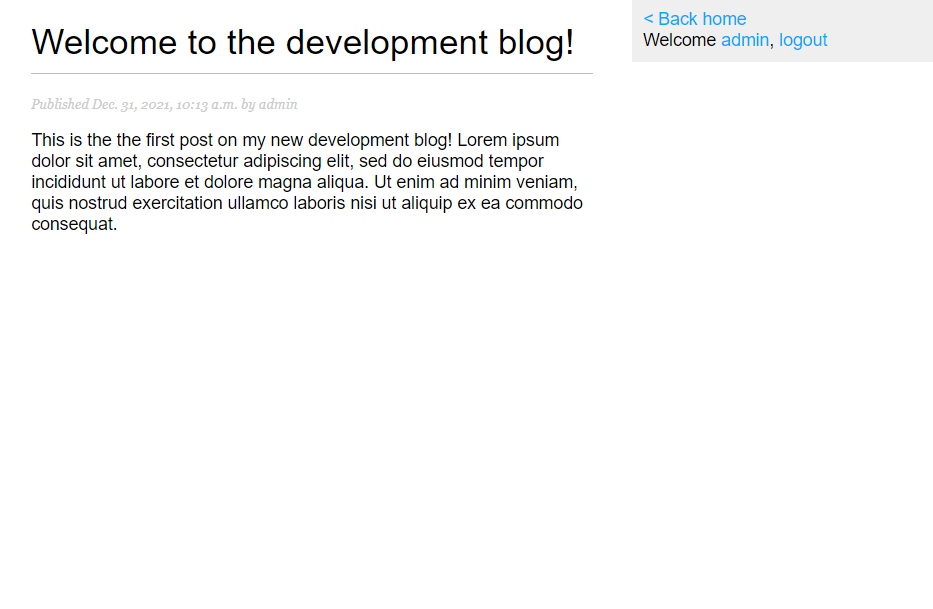 Welcome to the development blog!
Published Dec. 31, 2021, 10:13 a.m. by admin
This is the the first post on my new development blog! Lorem ipsum
dolor sit amet, consectetur adipiscing elit, sed do eiusmod tempor
incididunt ut labore et dolore magna aliqua. Ut enim ad minim veniam,
quis nostrud exercitation ullamco laboris nisi ut aliquip ex ea commodo
consequat.
< Back home
Welcome admin, logout